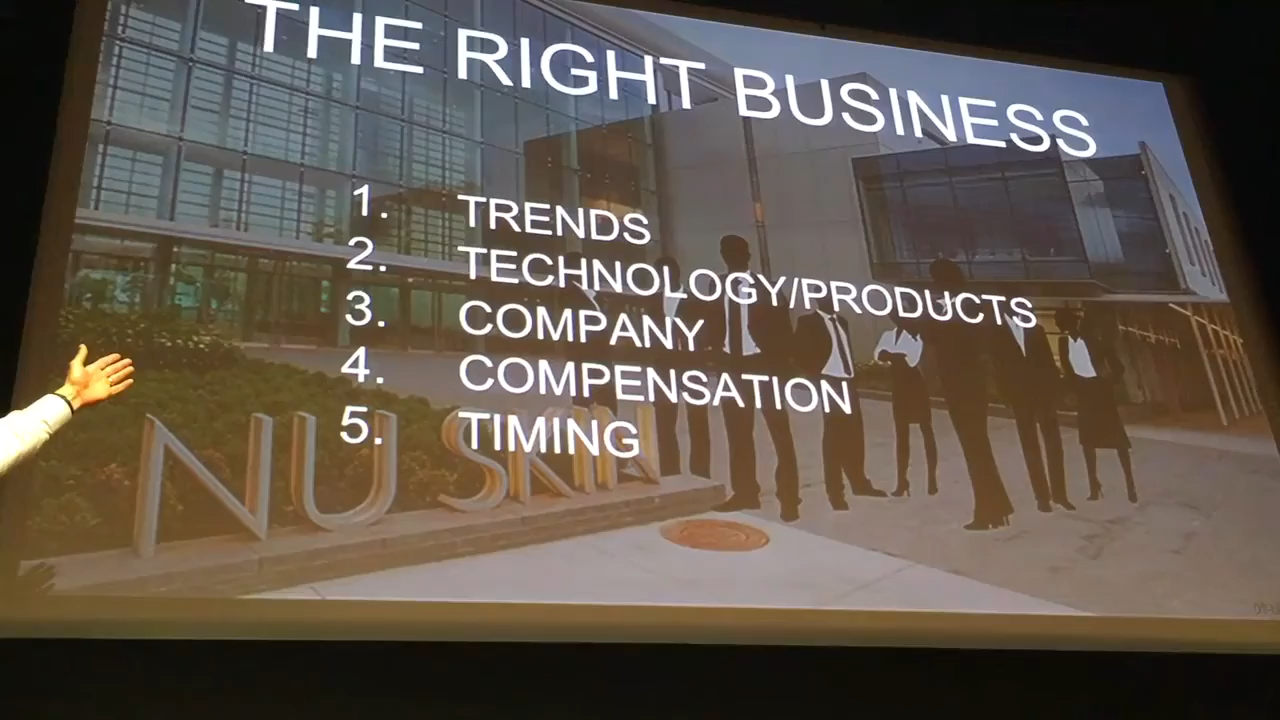 THE RIGHT BUSINESS
1. TRENDS
2. TECHNOLOGY/PRODUCTS
3. COMPANY
4. COMPENSATION
5. TIMING
NU SKIN